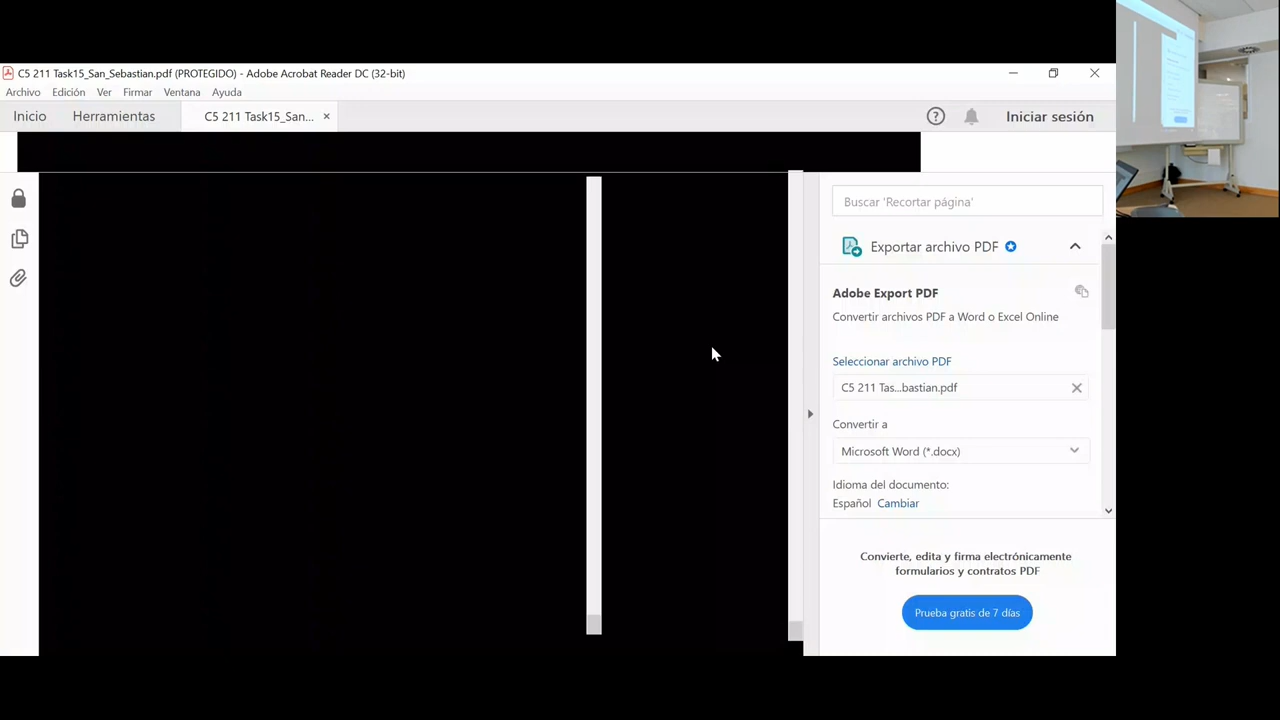 C5 211 Task15_San_Sebastian.pdf (PROTEGIDO) - Adobe Acrobat Reader DC (32-bit)
Archivo Edición Ver Firmar Ventana Ayuda
Inicio Herramientas C5 211 Task15_San... Iniciar sesión
Buscar 'Recortar página'
Exportar archivo PDF
Adobe Export PDF
Convertir archivos PDF a Word o Excel Online
Seleccionar archivo PDF
C5 211 Tas...bastian.pdf
Convertir a
Microsoft Word (*.docx)
Idioma del documento:
Español Cambiar
Convierte, edita y firma electrónicamente
formularios y contratos PDF
Prueba gratis de 7 días